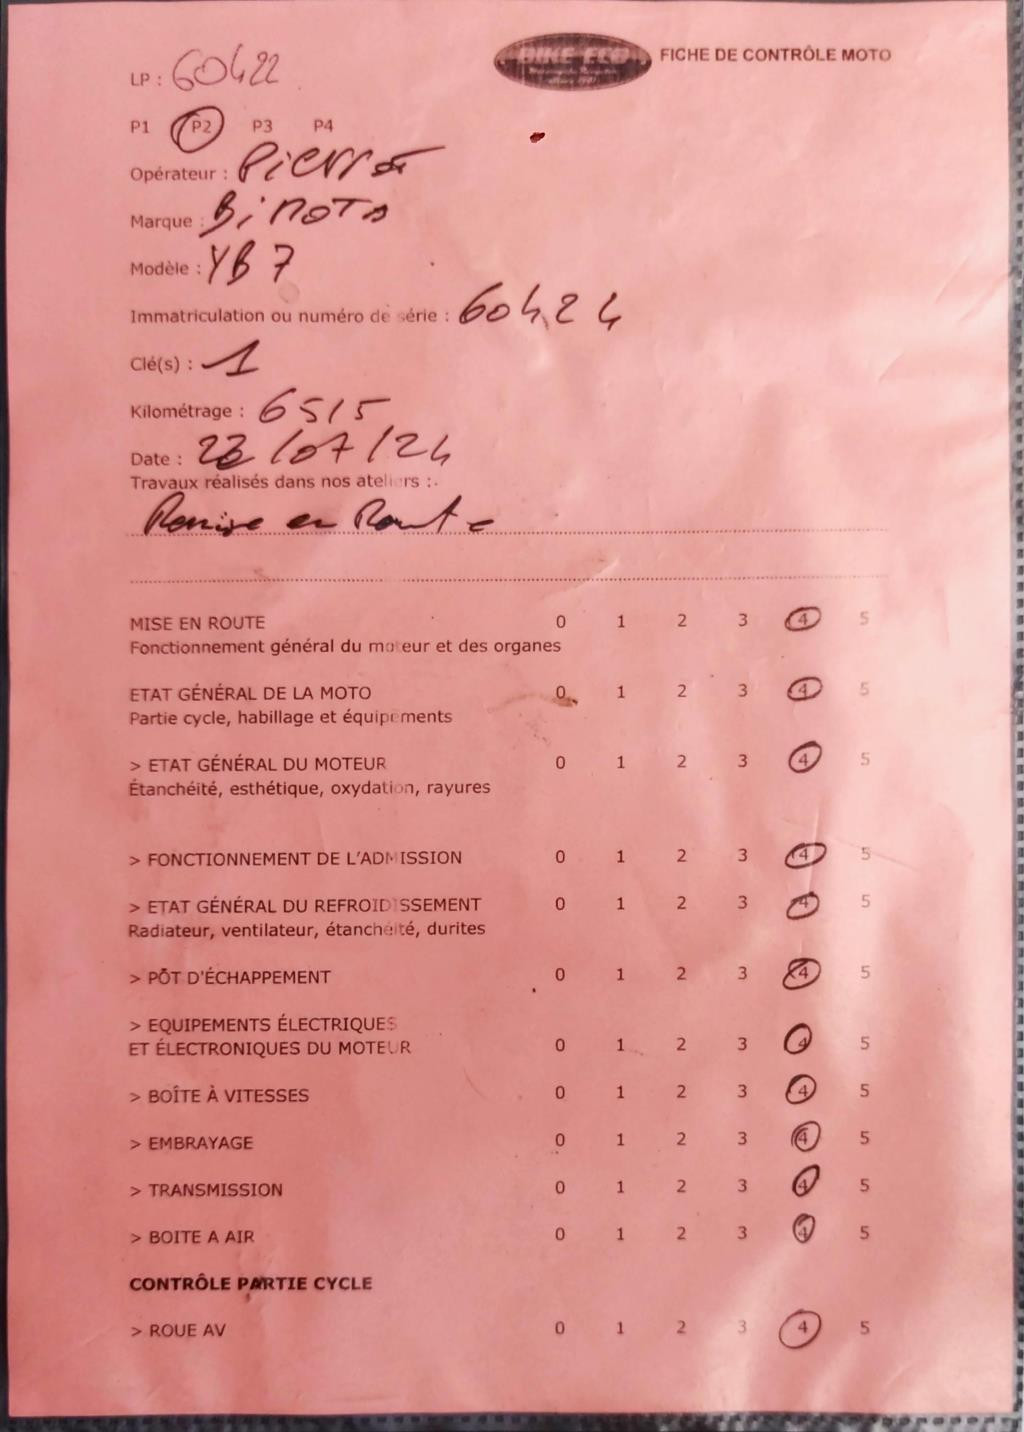 BIKE-ECO FICHE DE CONTRÔLE MOTO
LP : 60422
P1 P2 P3 P4
Opérateur : Pierrot
Marque : BiMOTA
Modèle : YB7
Immatriculation ou numéro de série : 60424
Clé(s) : 1
Kilométrage : 6515
Date : /07/24
Travaux réalisés dans nos ateliers :
Remise en Route
MISE EN ROUTE 0 1 2 3 4 5
Fonctionnement général du moteur et des organes
ETAT GÉNÉRAL DE LA MOTO 0 1 2 3 4 5
Partie cycle, habillage et équipements
> ETAT GÉNÉRAL DU MOTEUR 0 1 2 3 4 5
Étanchéité, esthétique, oxydation, rayures
> FONCTIONNEMENT DE L'ADMISSION 0 1 2 3 4 5
> ETAT GÉNÉRAL DU REFROIDISSEMENT 0 1 2 3 4 5
Radiateur, ventilateur, étanchéité, durites
> PÔT D'ÉCHAPPEMENT 0 1 2 3 4 5
> EQUIPEMENTS ÉLECTRIQUES
ET ÉLECTRONIQUES DU MOTEUR 0 1 2 3 4 5
> BOÎTE À VITESSES 0 1 2 3 4 5
> EMBRAYAGE 0 1 2 3 4 5
> TRANSMISSION 0 1 2 3 4 5
> BOITE A AIR 0 1 2 3 4 5
CONTRÔLE PARTIE CYCLE
> ROUE AV 0 1 2 3 4 5